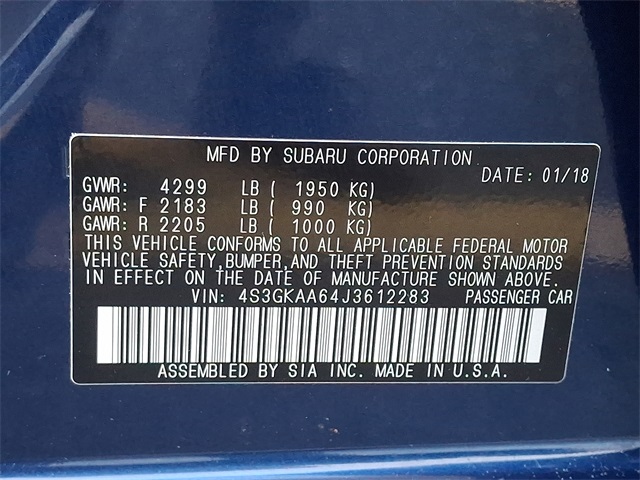 MFD BY SUBARU CORPORATION
DATE: 01/18
GVWR: 4299 LB ( 1950 KG)
GAWR: F 2183 LB ( 990 KG)
GAWR: R 2205 LB ( 1000 KG)
THIS VEHICLE CONFORMS TO ALL APPLICABLE FEDERAL MOTOR
VEHICLE SAFETY,BUMPER,AND THEFT PREVENTION STANDARDS
IN EFFECT ON THE DATE OF MANUFACTURE SHOWN ABOVE.
VIN: 4S3GKAA64J3612283 PASSENGER CAR
ASSEMBLED BY SIA INC. MADE IN U.S.A.